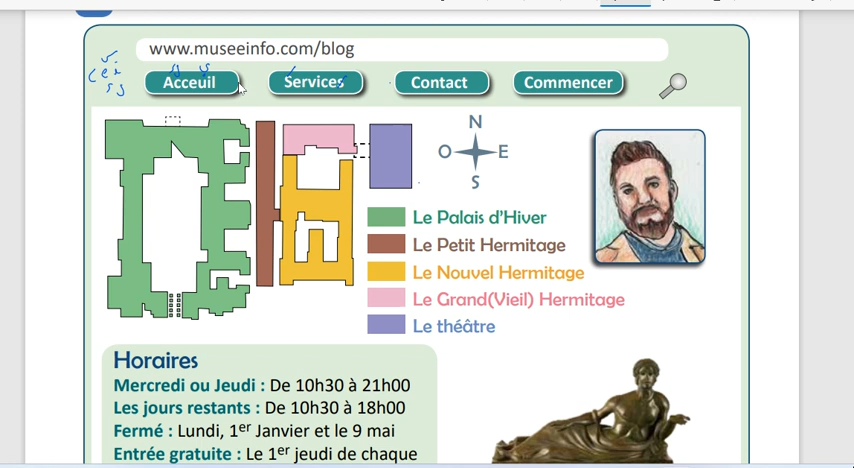 www.museeinfo.com/blog
Acceuil Services Contact Commencer
N
O E
S
Le Palais d'Hiver
Le Petit Hermitage
Le Nouvel Hermitage
Le Grand(Vieil) Hermitage
Le théâtre
Horaires
Mercredi ou Jeudi : De 10h30 à 21h00
Les jours restants : De 10h30 à 18h00
Fermé : Lundi, 1er Janvier et le 9 mai
Entrée gratuite : Le 1er jeudi de chaque